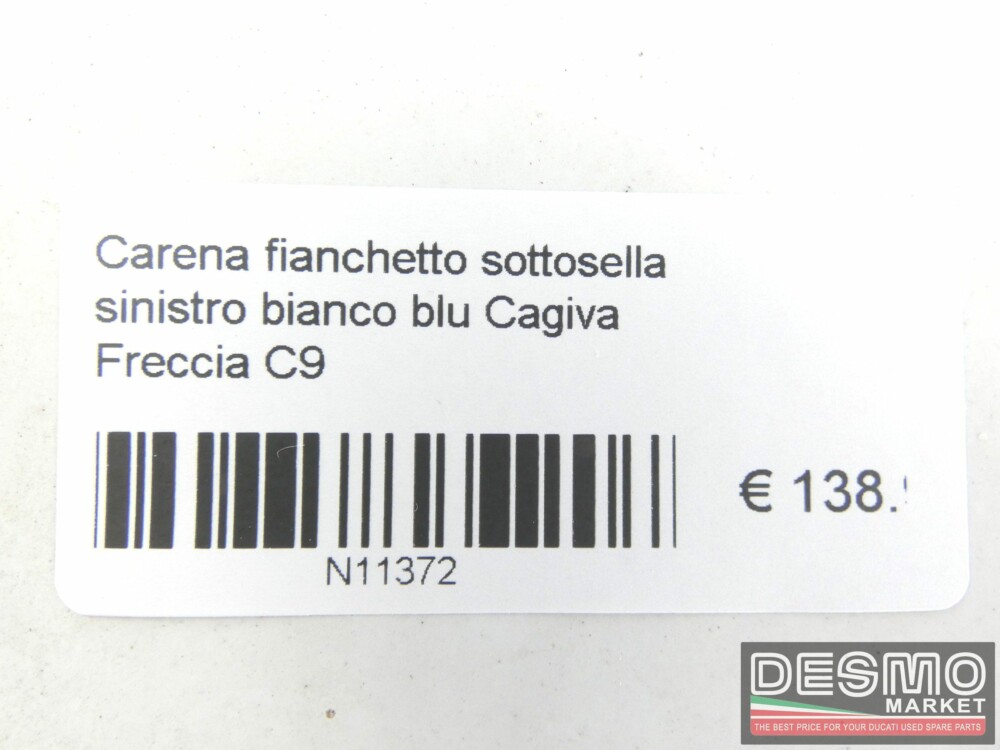 Carena fianchetto sottosella
sinistro bianco blu Cagiva
Freccia C9
€ 138.
N11372
DESMO
MARKET
THE BEST PRICE FOR YOUR DUCATI USED SPARE PARTS